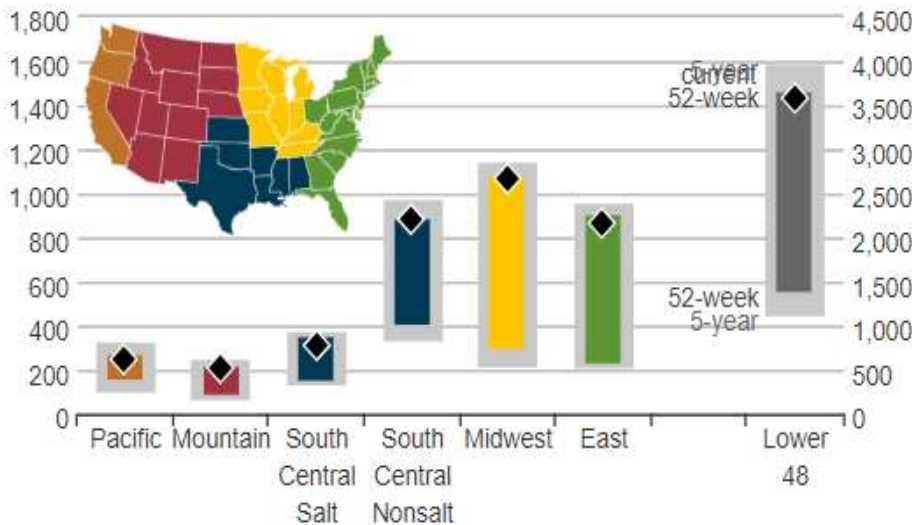 1,800
1,600
1,400
1,200
1,000
800
600
400
200
0
4,500
4,000
3,500
3,000
2,500
2,000
1,500
1,000
500
0
5-year
current
52-week
52-week
5-year
Pacific
Mountain
South
Central
Salt
South
Central
Nonsalt
Midwest
East
Lower
48